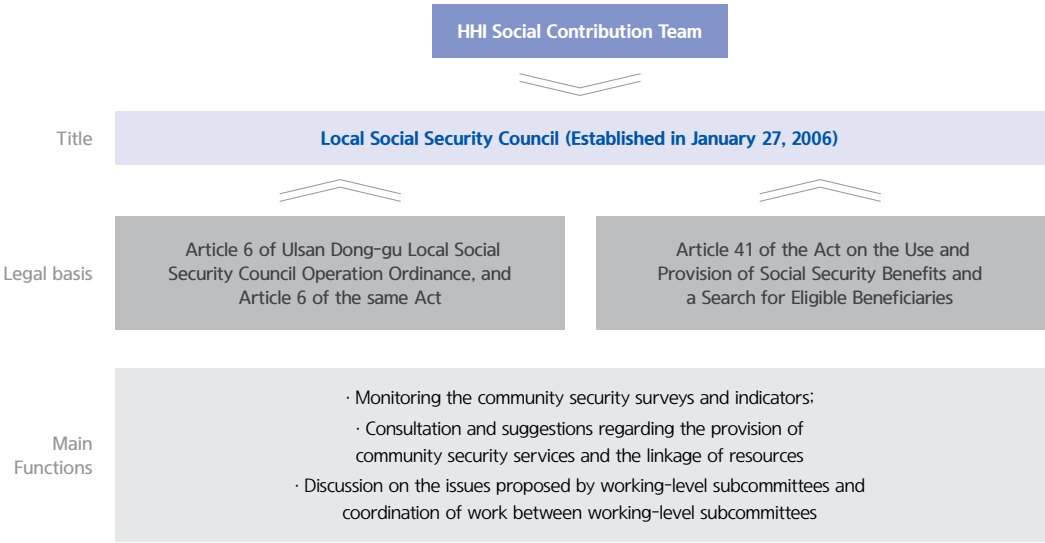 HHI Social Contribution Team
Title
Local Social Security Council (Established in January 27, 2006)
Legal basis
Article 6 of Ulsan Dong-gu Local Social
Security Council Operation Ordinance, and
Article 6 of the same Act
Article 41 of the Act on the Use and
Provision of Social Security Benefits and
a Search for Eligible Beneficiaries
Main
Functions
· Monitoring the community security surveys and indicators;
· Consultation and suggestions regarding the provision of
community security services and the linkage of resources
· Discussion on the issues proposed by working-level subcommittees and
coordination of work between working-level subcommittees